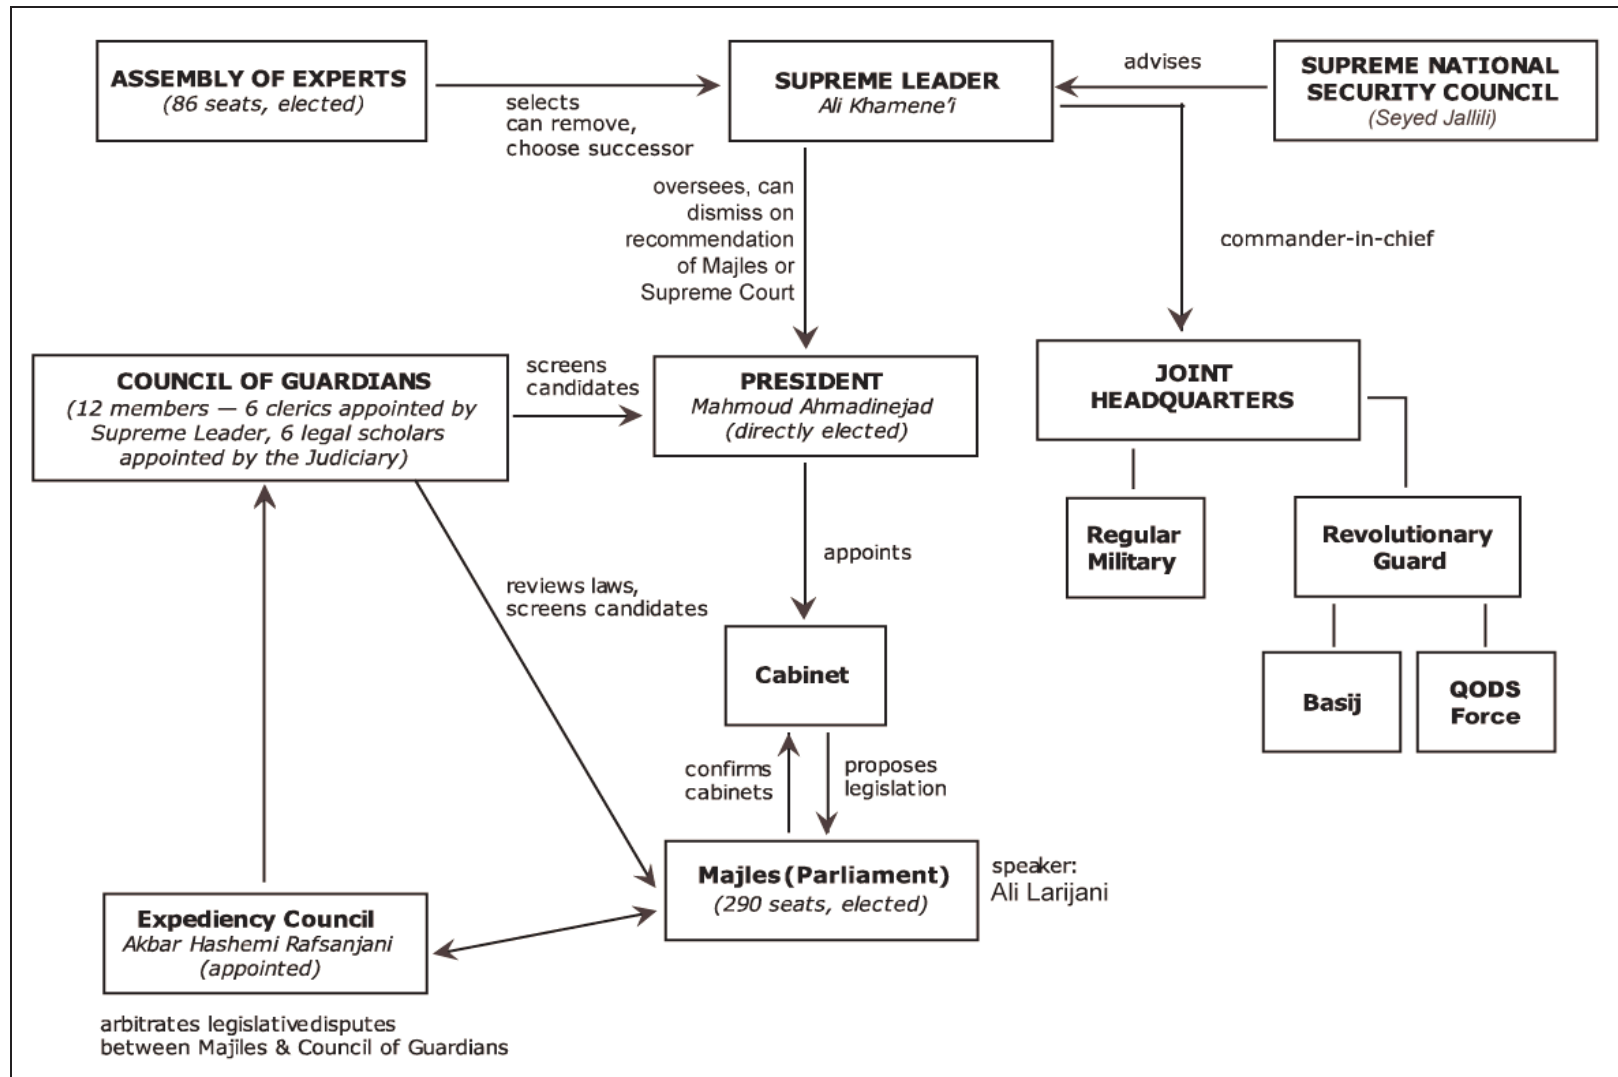 ASSEMBLY OF EXPERTS
(86 seats, elected)
selects
can remove,
choose successor
SUPREME LEADER
Ali Khamene'i
advises
SUPREME NATIONAL
SECURITY COUNCIL
(Seyed Jallili)
oversees, can
dismiss on
recommendation
of Majles or
Supreme Court
commander-in-chief
COUNCIL OF GUARDIANS
(12 members — 6 clerics appointed by
Supreme Leader, 6 legal scholars
appointed by the Judiciary)
screens
candidates
PRESIDENT
Mahmoud Ahmadinejad
(directly elected)
JOINT
HEADQUARTERS
Regular
Military
Revolutionary
Guard
Basij
QODS
Force
appoints
reviews laws,
screens candidates
Cabinet
confirms
cabinets
proposes
legislation
Majles (Parliament)
(290 seats, elected)
speaker:
Ali Larijani
Expediency Council
Akbar Hashemi Rafsanjani
(appointed)
arbitrates legislativedisputes
between Majiles & Council of Guardians